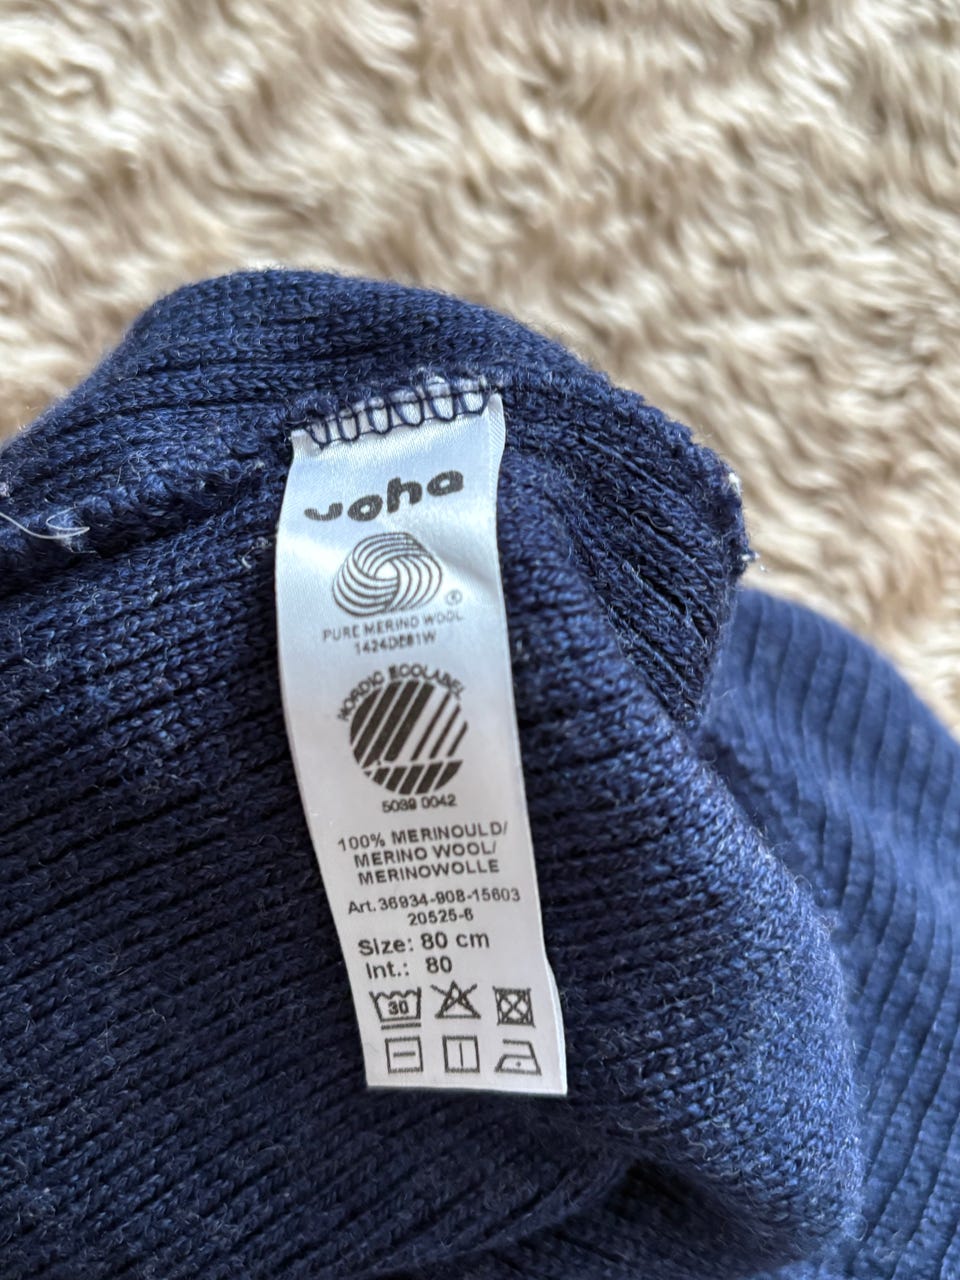 Joha
®
PURE MERINO WOOL
1424DE81W
NORDIC ECOLABEL
5039 0042
100% MERINOULD/
MERINO WOOL/
MERINOWOLLE
Art.36934-908-15603
20525-6
Size: 80 cm
Int.: 80
30